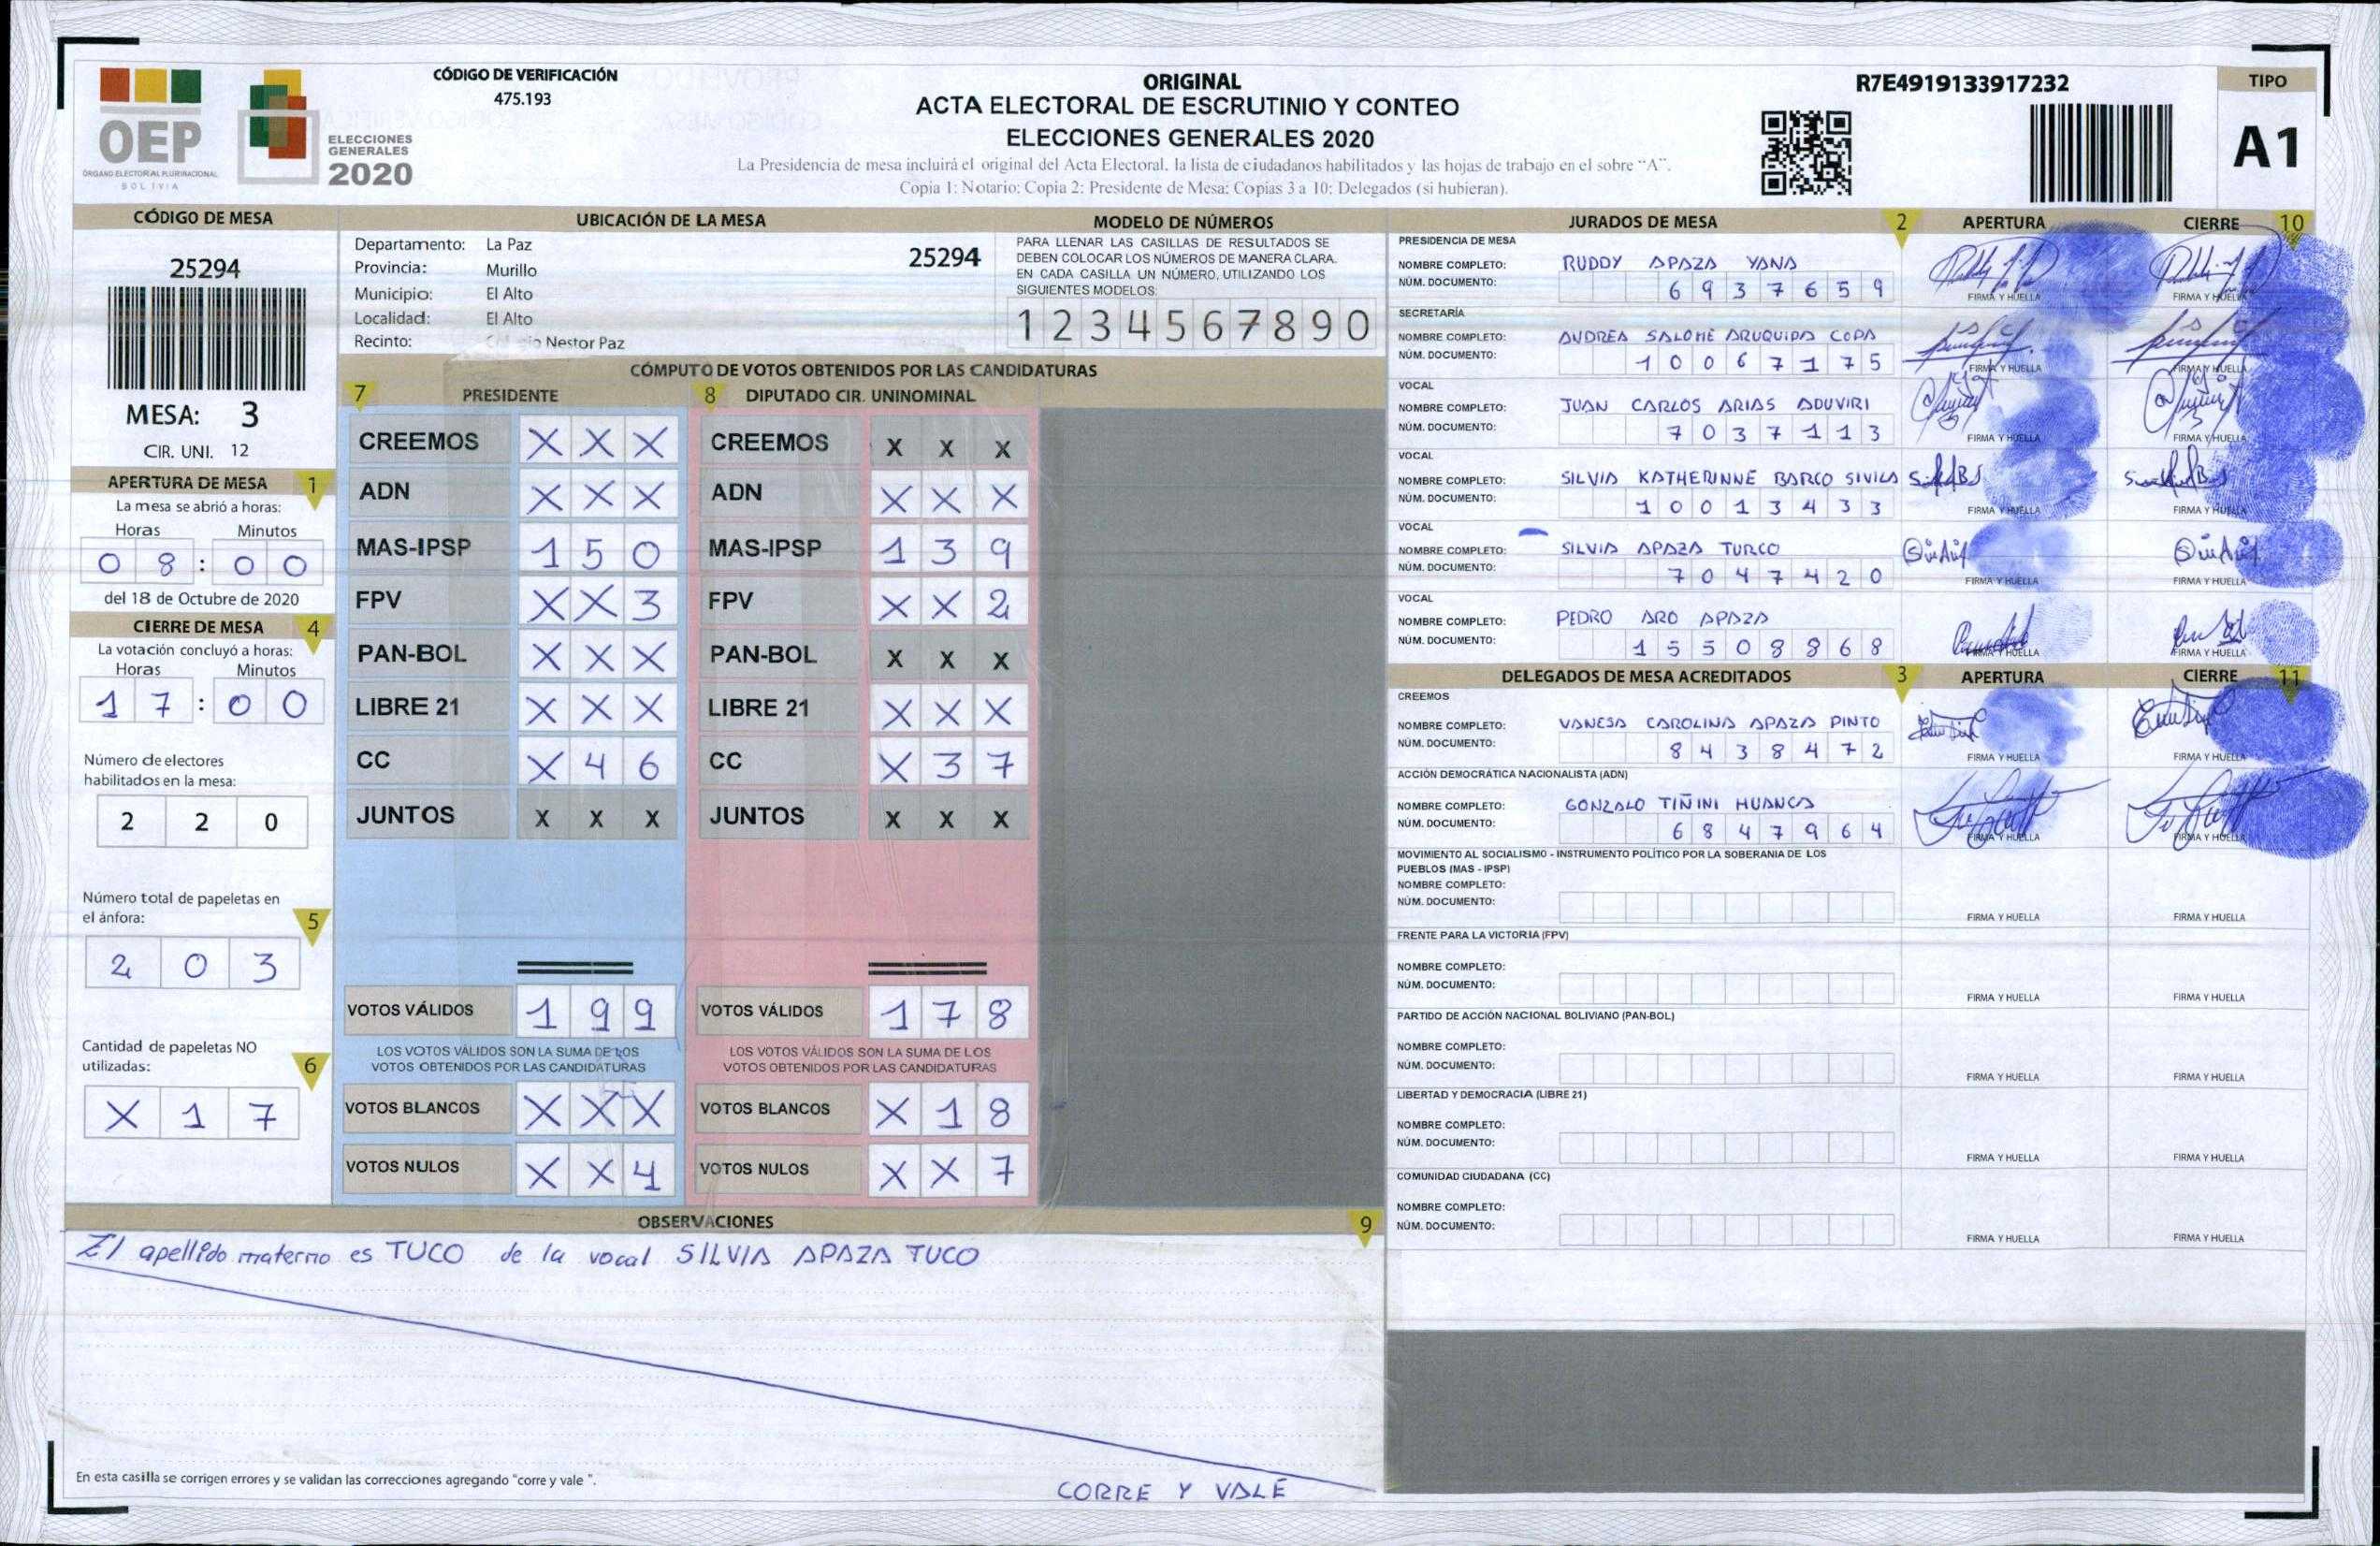 OEP
ÓRGANO ELECTORAL PLURINACIONAL
BOLIVIA
ELECCIONES
GENERALES
2020
CÓDIGO DE VERIFICACIÓN
475.193
ORIGINAL
ACTA ELECTORAL DE ESCRUTINIO Y CONTEO
ELECCIONES GENERALES 2020
La Presidencia de mesa incluirá el original del Acta Electoral, la lista de ciudadanos habilitados y las hojas de trabajo en el sobre "A".
Copia 1: Notario; Copia 2: Presidente de Mesa; Copias 3 a 10: Delegados (si hubieran).
R7E4919133917232
TIPO
A1
CÓDIGO DE MESA
25294
MESA: 3
CIR. UNI. 12
APERTURA DE MESA 1
La mesa se abrió a horas:
Horas Minutos
0 8 : 0 0
del 18 de Octubre de 2020
CIERRE DE MESA 4
La votación concluyó a horas:
Horas Minutos
1 7 : 0 0
Número de electores
habilitados en la mesa:
2 2 0
Número total de papeletas en
el ánfora: 5
2 0 3
Cantidad de papeletas NO
utilizadas: 6
X 1 7
UBICACIÓN DE LA MESA
Departamento: La Paz
25294
Provincia: Murillo
Municipio: El Alto
Localidad: El Alto
Recinto: Nestor Paz
MODELO DE NÚMEROS
PARA LLENAR LAS CASILLAS DE RESULTADOS SE
DEBEN COLOCAR LOS NÚMEROS DE MANERA CLARA.
EN CADA CASILLA UN NÚMERO, UTILIZANDO LOS
SIGUIENTES MODELOS:
1 2 3 4 5 6 7 8 9 0
CÓMPUTO DE VOTOS OBTENIDOS POR LAS CANDIDATURAS
7 PRESIDENTE
CREEMOS X X X
ADN X X X
MAS-IPSP 1 5 0
FPV X X 3
PAN-BOL X X X
LIBRE 21 X X X
CC X 4 6
JUNTOS X X X
VOTOS VÁLIDOS 1 9 9
LOS VOTOS VÁLIDOS SON LA SUMA DE LOS
VOTOS OBTENIDOS POR LAS CANDIDATURAS
VOTOS BLANCOS X X X
VOTOS NULOS X X 4
8 DIPUTADO CIR. UNINOMINAL
CREEMOS X X X
ADN X X X
MAS-IPSP 1 3 9
FPV X X 2
PAN-BOL X X X
LIBRE 21 X X X
CC X 3 7
JUNTOS X X X
VOTOS VÁLIDOS 1 7 8
LOS VOTOS VÁLIDOS SON LA SUMA DE LOS
VOTOS OBTENIDOS POR LAS CANDIDATURAS
VOTOS BLANCOS X 1 8
VOTOS NULOS X X 7
OBSERVACIONES 9
El apellido materno es TUCO de la vocal SILVIA APAZA TUCO
CORRE Y VALE
En esta casilla se corrigen errores y se validan las correcciones agregando "corre y vale ".
JURADOS DE MESA 2 APERTURA CIERRE 10
PRESIDENCIA DE MESA
NOMBRE COMPLETO: RUDDY APAZA YANA
NÚM. DOCUMENTO: 6 9 3 7 6 5 9
FIRMA Y HUELLA FIRMA Y HUELLA
SECRETARÍA
NOMBRE COMPLETO: ANDREA SALOME ARUQUIPA COPA
NÚM. DOCUMENTO: 1 0 0 6 7 1 7 5
FIRMA Y HUELLA FIRMA Y HUELLA
VOCAL
NOMBRE COMPLETO: JUAN CARLOS ARIAS ADUVIRI
NÚM. DOCUMENTO: 7 0 3 7 1 1 3
FIRMA Y HUELLA FIRMA Y HUELLA
VOCAL
NOMBRE COMPLETO: SILVIA KATHERINNE BARCO SIVILA
NÚM. DOCUMENTO: 1 0 0 1 3 4 3 3
FIRMA Y HUELLA FIRMA Y HUELLA
VOCAL
NOMBRE COMPLETO: SILVIA APAZA TURCO
NÚM. DOCUMENTO: 7 0 4 7 4 2 0
FIRMA Y HUELLA FIRMA Y HUELLA
VOCAL
NOMBRE COMPLETO: PEDRO ARO APAZA
NÚM. DOCUMENTO: 1 5 5 0 8 8 6 8
FIRMA Y HUELLA FIRMA Y HUELLA
DELEGADOS DE MESA ACREDITADOS 3 APERTURA CIERRE 11
CREEMOS
NOMBRE COMPLETO: VANESA CAROLINA APAZA PINTO
NÚM. DOCUMENTO: 8 4 3 8 4 7 2
FIRMA Y HUELLA FIRMA Y HUELLA
ACCIÓN DEMOCRÁTICA NACIONALISTA (ADN)
NOMBRE COMPLETO: GONZALO TIÑINI HUANCA
NÚM. DOCUMENTO: 6 8 4 7 9 6 4
FIRMA Y HUELLA FIRMA Y HUELLA
MOVIMIENTO AL SOCIALISMO - INSTRUMENTO POLÍTICO POR LA SOBERANIA DE LOS
PUEBLOS (MAS - IPSP)
NOMBRE COMPLETO:
NÚM. DOCUMENTO:
FIRMA Y HUELLA FIRMA Y HUELLA
FRENTE PARA LA VICTORIA (FPV)
NOMBRE COMPLETO:
NÚM. DOCUMENTO:
FIRMA Y HUELLA FIRMA Y HUELLA
PARTIDO DE ACCIÓN NACIONAL BOLIVIANO (PAN-BOL)
NOMBRE COMPLETO:
NÚM. DOCUMENTO:
FIRMA Y HUELLA FIRMA Y HUELLA
LIBERTAD Y DEMOCRACIA (LIBRE 21)
NOMBRE COMPLETO:
NÚM. DOCUMENTO:
FIRMA Y HUELLA FIRMA Y HUELLA
COMUNIDAD CIUDADANA (CC)
NOMBRE COMPLETO:
NÚM. DOCUMENTO:
FIRMA Y HUELLA FIRMA Y HUELLA